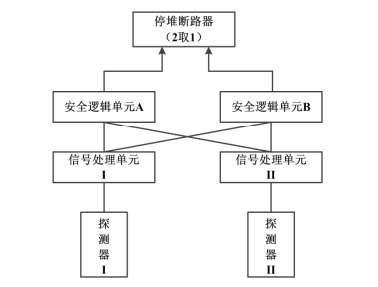 停堆断路器
（2取1）
安全逻辑单元A
安全逻辑单元B
信号处理单元
I
信号处理单元
II
探
测
器
I
探
测
器
II